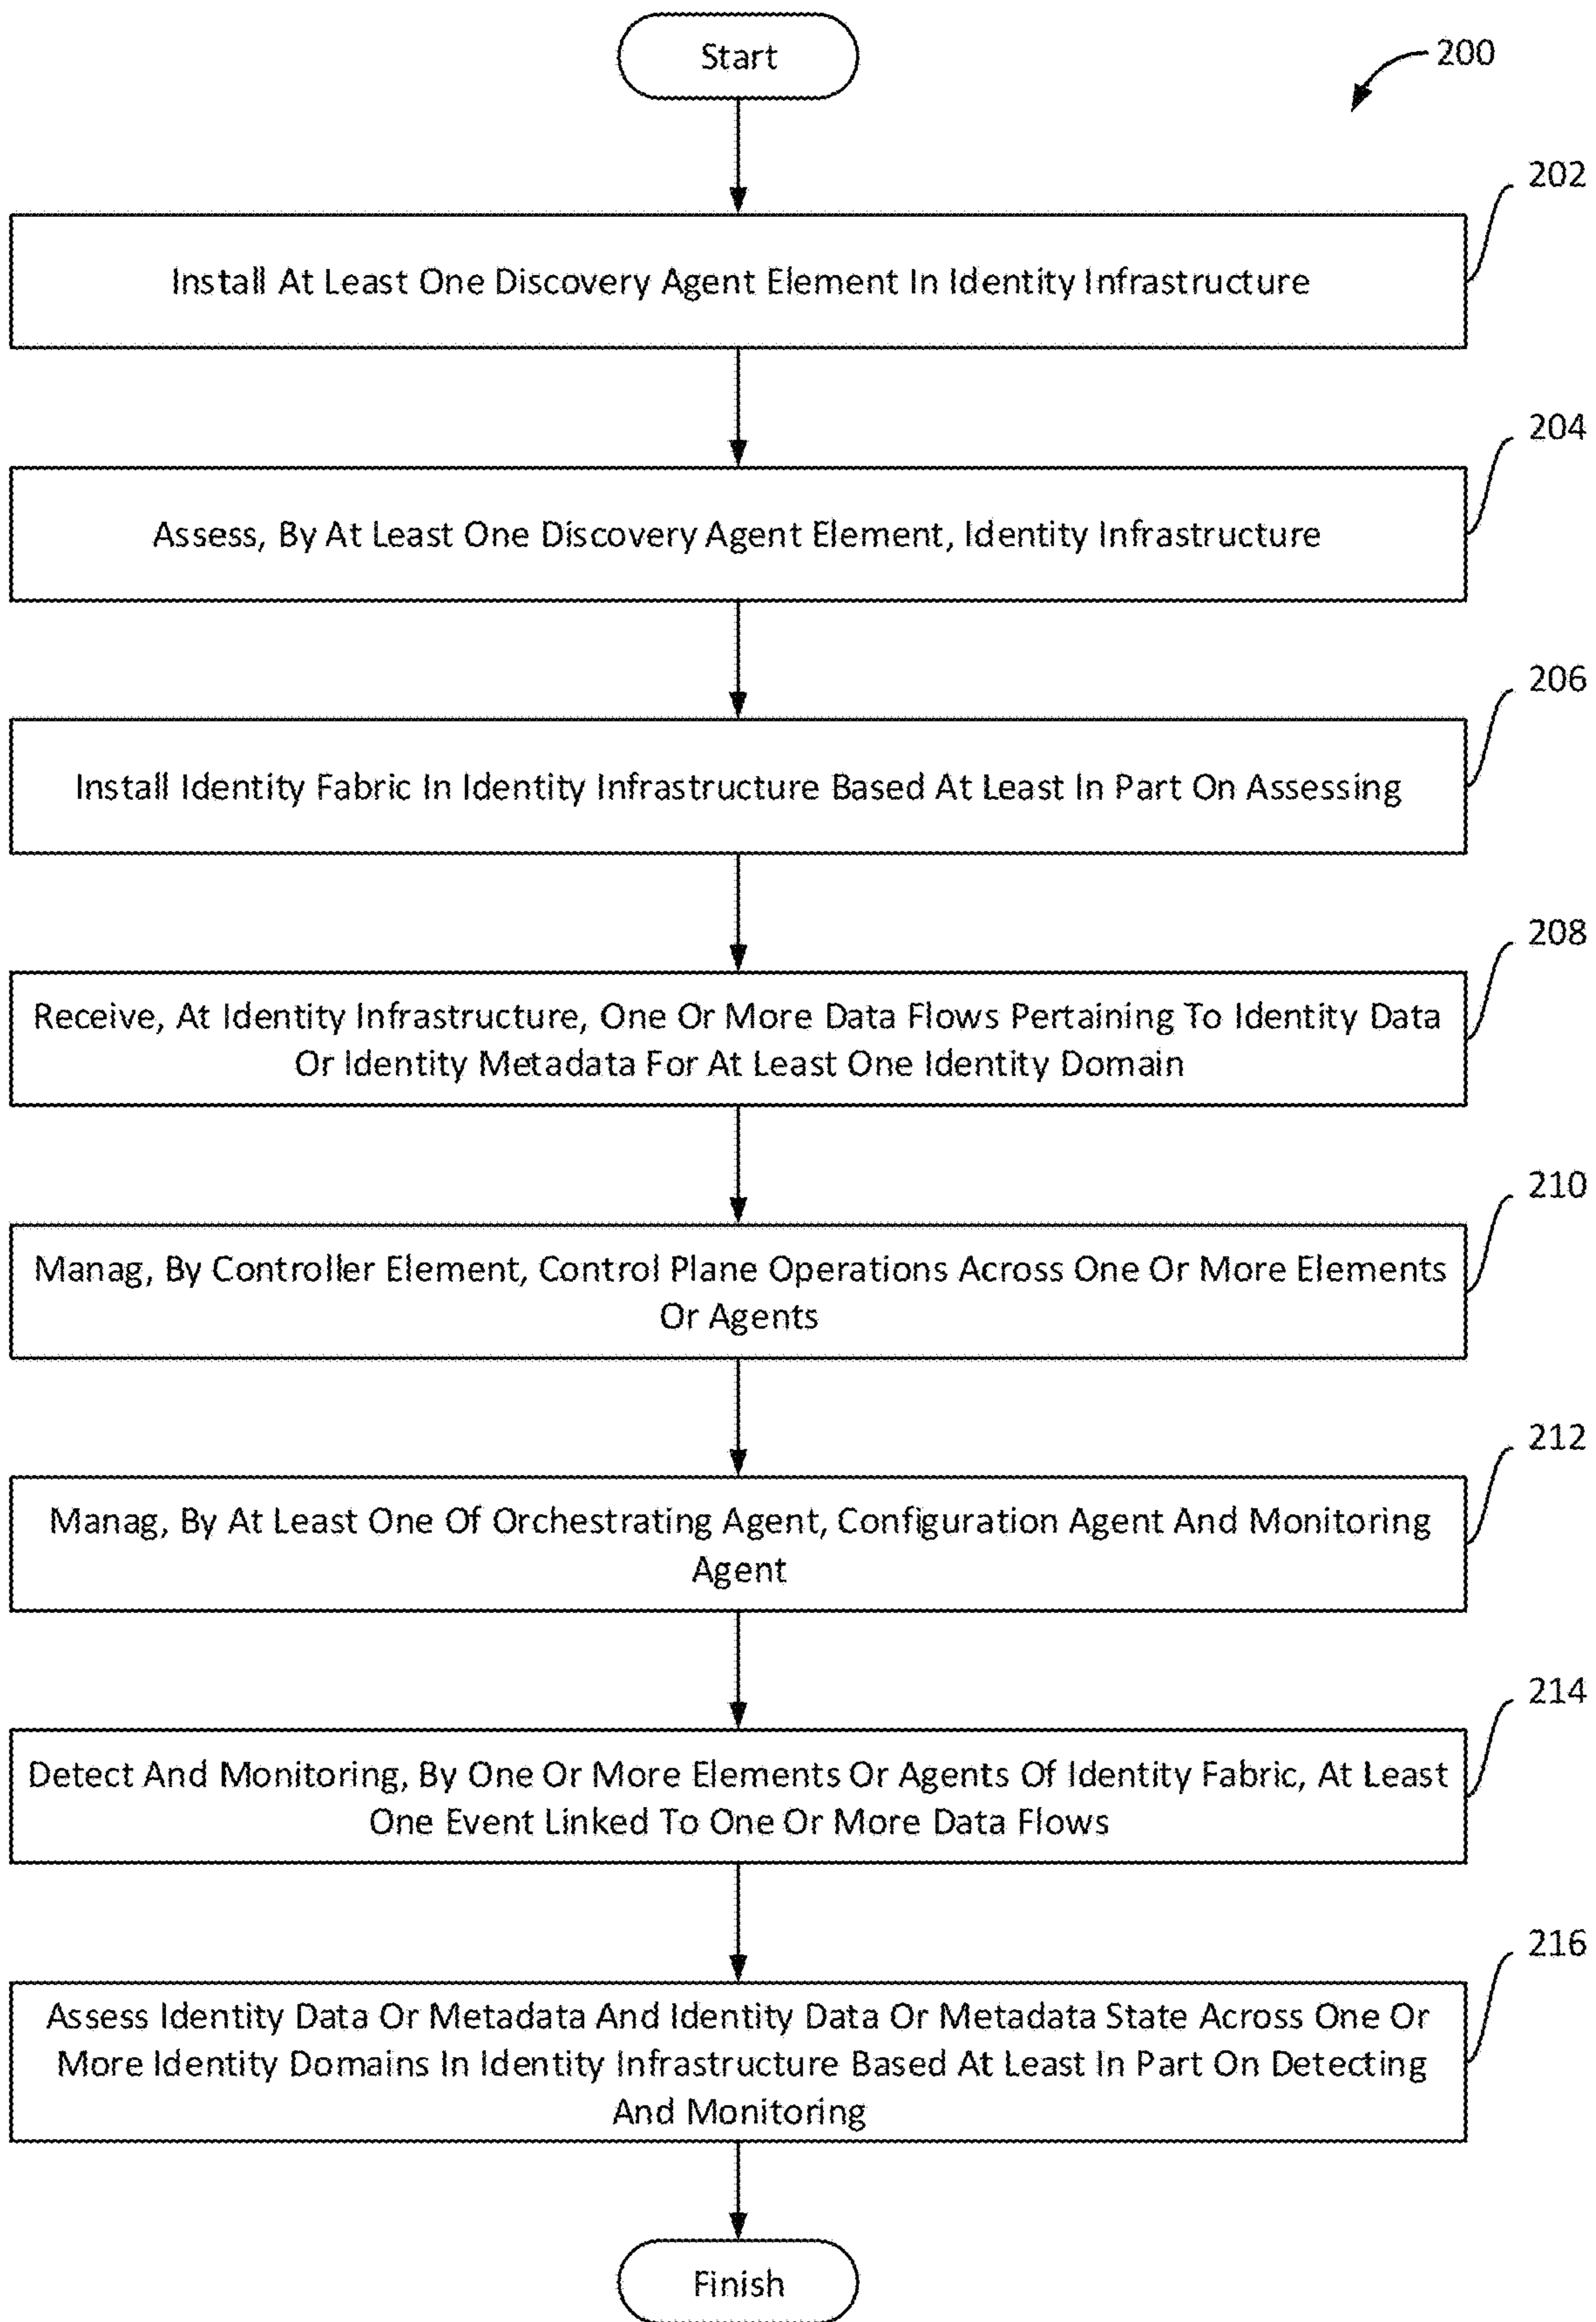 Start
200
202
Install At Least One Discovery Agent Element In Identity Infrastructure
204
Assess, By At Least One Discovery Agent Element, Identity Infrastructure
206
Install Identity Fabric In Identity Infrastructure Based At Least In Part On Assessing
208
Receive, At Identity Infrastructure, One Or More Data Flows Pertaining To Identity Data
Or Identity Metadata For At Least One Identity Domain
210
Manag, By Controller Element, Control Plane Operations Across One Or More Elements
Or Agents
212
Manag, By At Least One Of Orchestrating Agent, Configuration Agent And Monitoring
Agent
214
Detect And Monitoring, By One Or More Elements Or Agents Of Identity Fabric, At Least
One Event Linked To One Or More Data Flows
216
Assess Identity Data Or Metadata And Identity Data Or Metadata State Across One Or
More Identity Domains In Identity Infrastructure Based At Least In Part On Detecting
And Monitoring
Finish